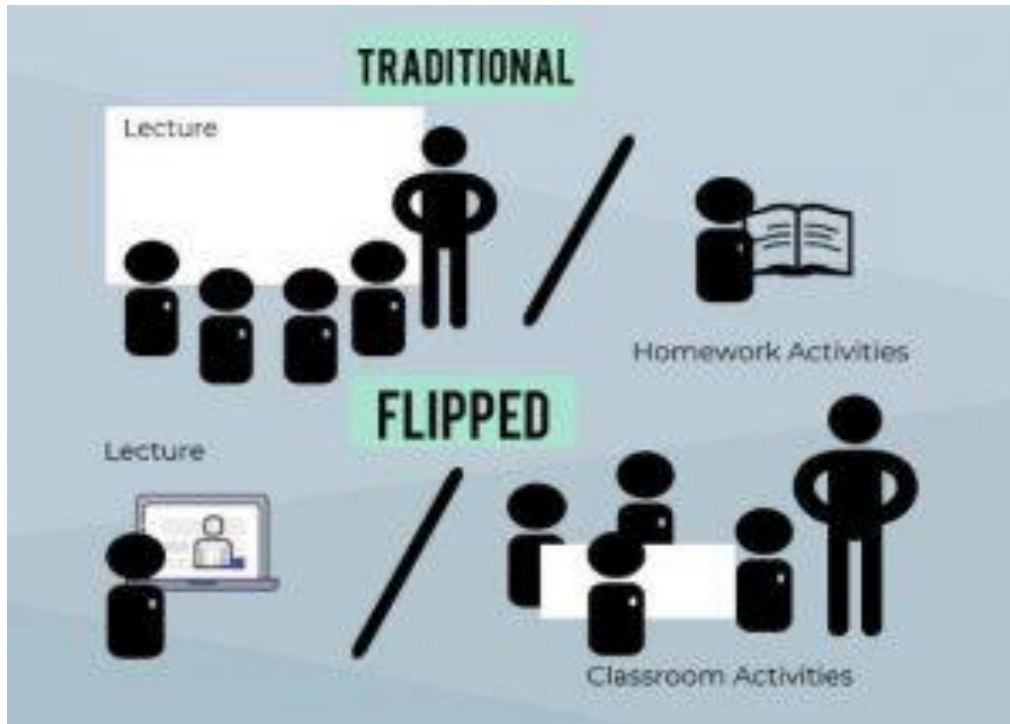 TRADITIONAL
Lecture
Homework Activities
FLIPPED
Lecture
Classroom Activities